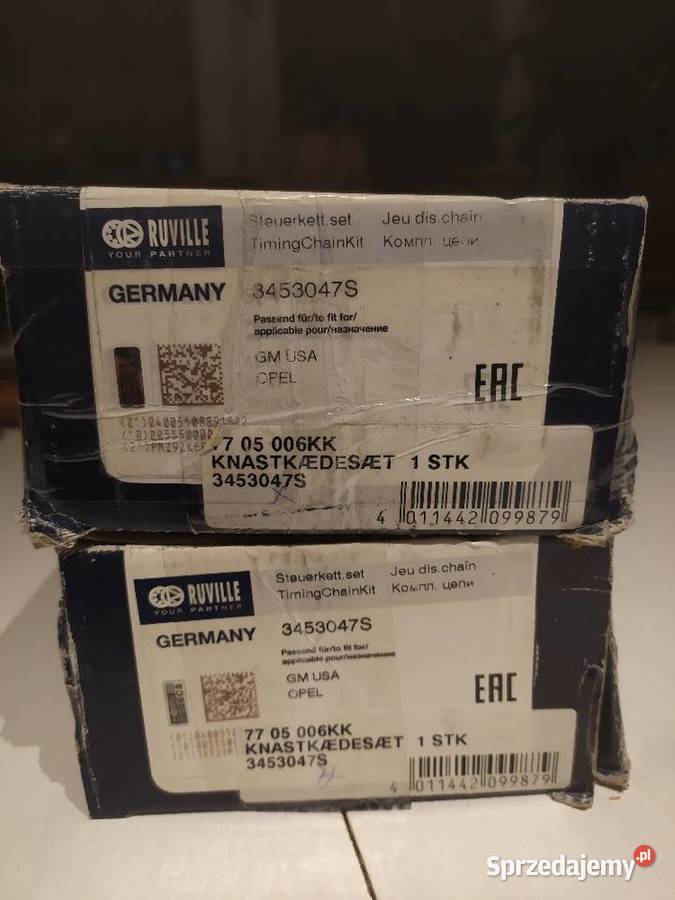 RUVILLE
YOUR PARTNER
Steuerkett.set Jeu dis.chaîn
TimingChainKit Компл. цепи
GERMANY 3453047S
Passend für/to fit for/
applicable pour/назначение
GM USA
OPEL
EAC
77 05 006KK
KNASTKÆDESÆT 1 STK
3453047S
4 011442 099879
RUVILLE
YOUR PARTNER
Steuerkett.set Jeu dis.chaîn
TimingChainKit Компл. цепи
GERMANY 3453047S
Passend für/to fit for/
applicable pour/назначение
GM USA
OPEL
EAC
77 05 006KK
KNASTKÆDESÆT 1 STK
3453047S
4 011442 099879
Sprzedajemy.pl